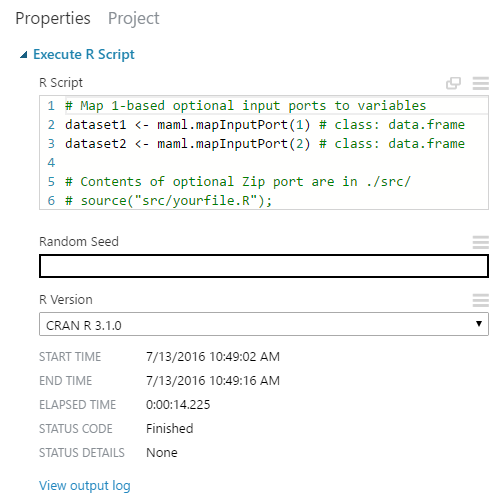 Properties Project
Execute R Script
R Script
1 # Map 1-based optional input ports to variables
2 dataset1 <- maml.mapInputPort(1) # class: data.frame
3 dataset2 <- maml.mapInputPort(2) # class: data.frame
4
5 # Contents of optional Zip port are in ./src/
6 # source("src/yourfile.R");
Random Seed
R Version
CRAN R 3.1.0
START TIME 7/13/2016 10:49:02 AM
END TIME 7/13/2016 10:49:16 AM
ELAPSED TIME 0:00:14.225
STATUS CODE Finished
STATUS DETAILS None
View output log